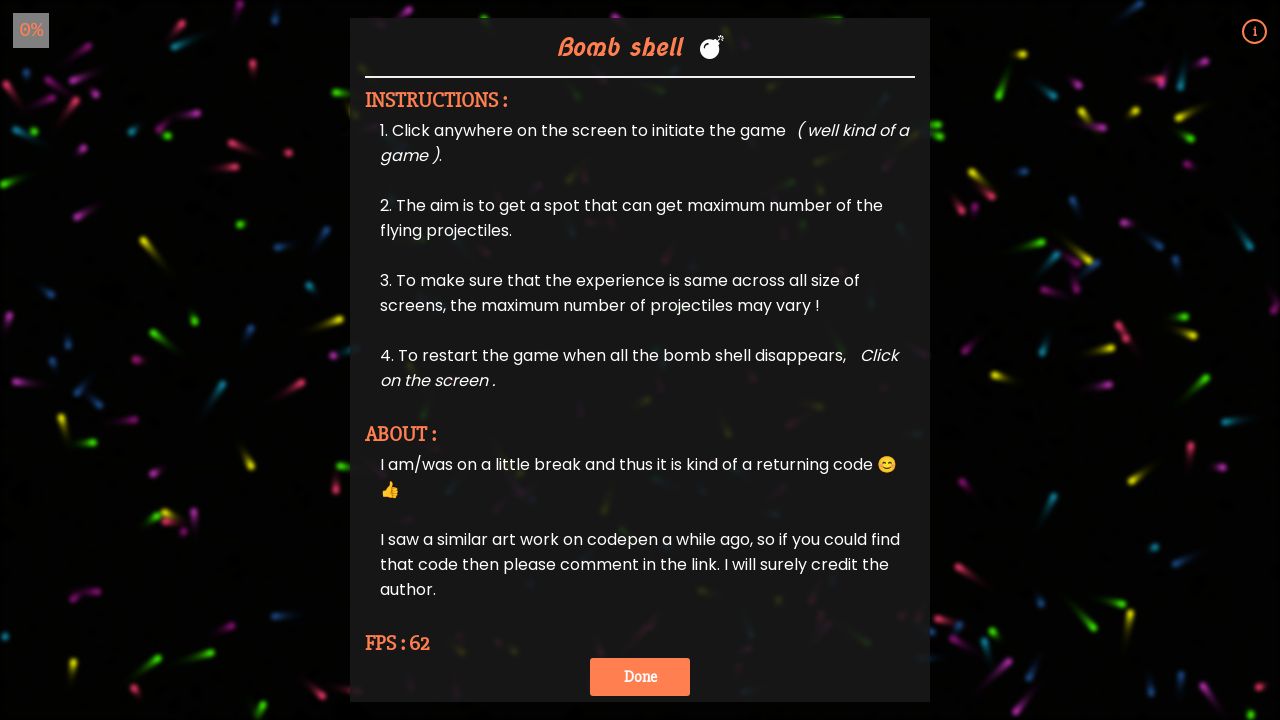 0%
i
Bomb shell 💣
INSTRUCTIONS :
1. Click anywhere on the screen to initiate the game ( well kind of a
game ).
2. The aim is to get a spot that can get maximum number of the
flying projectiles.
3. To make sure that the experience is same across all size of
screens, the maximum number of projectiles may vary !
4. To restart the game when all the bomb shell disappears, Click
on the screen .
ABOUT :
I am/was on a little break and thus it is kind of a returning code 😊
👍
I saw a similar art work on codepen a while ago, so if you could find
that code then please comment in the link. I will surely credit the
author.
FPS : 62
Done